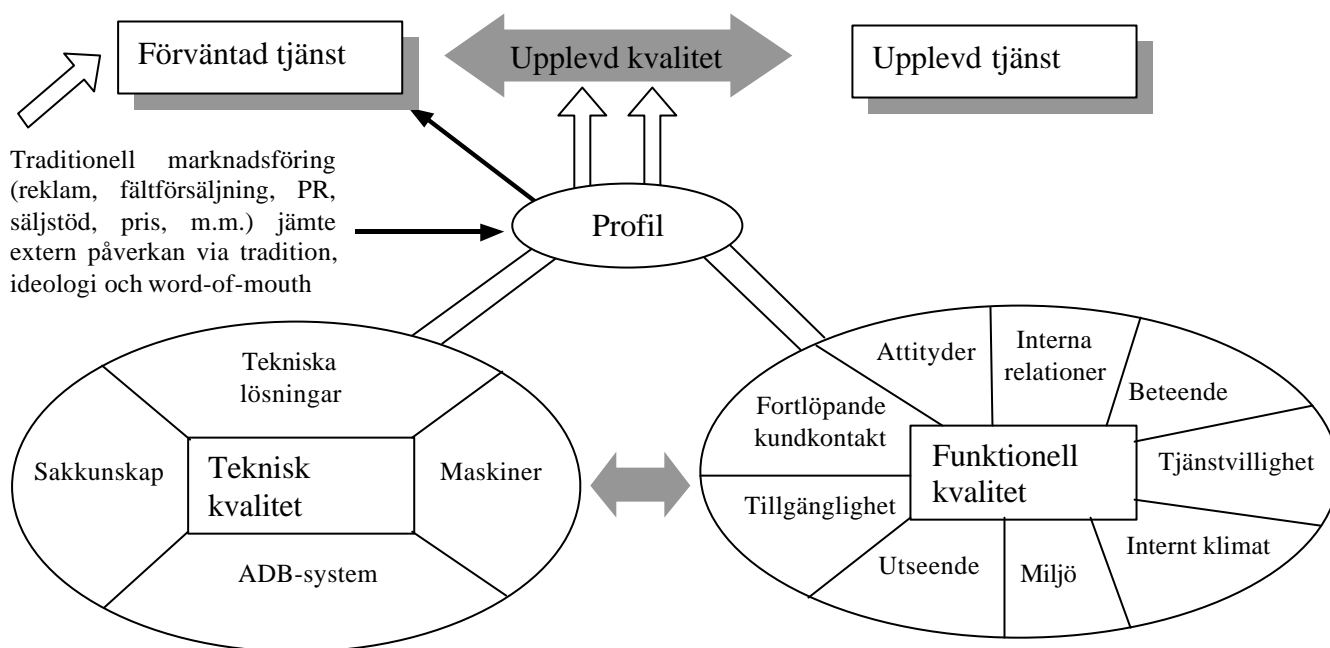 Förväntad tjänst
Upplevd kvalitet
Upplevd tjänst
Traditionell marknadsföring
(reklam, fältförsäljning, PR,
säljstöd, pris, m.m.) jämte
extern påverkan via tradition,
ideologi och word-of-mouth
Profil
Tekniska
lösningar
Sakkunskap
Teknisk
kvalitet
Maskiner
ADB-system
Attityder
Interna
relationer
Beteende
Fortlöpande
kundkontakt
Funktionell
kvalitet
Tjänstvillighet
Tillgänglighet
Utseende
Miljö
Internt klimat